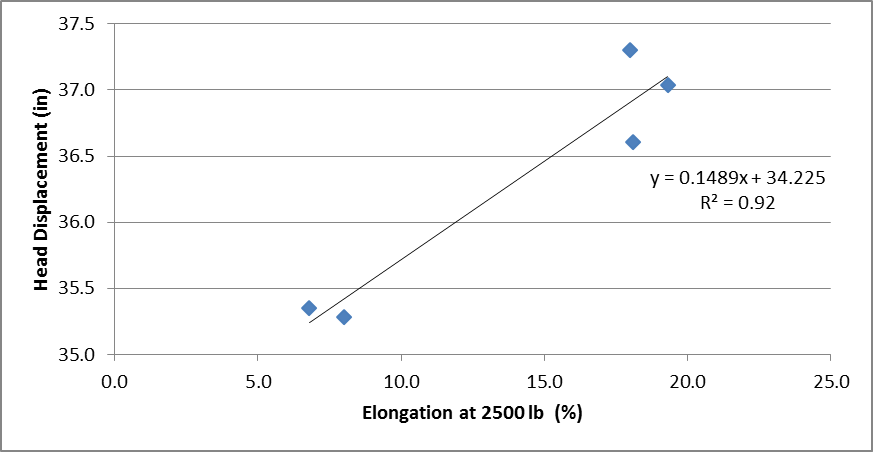 37.5
37.0
36.5
36.0
35.5
35.0
Head Displacement (in)
y = 0.1489x + 34.225
R² = 0.92
0.0 5.0 10.0 15.0 20.0 25.0
Elongation at 2500 lb (%)